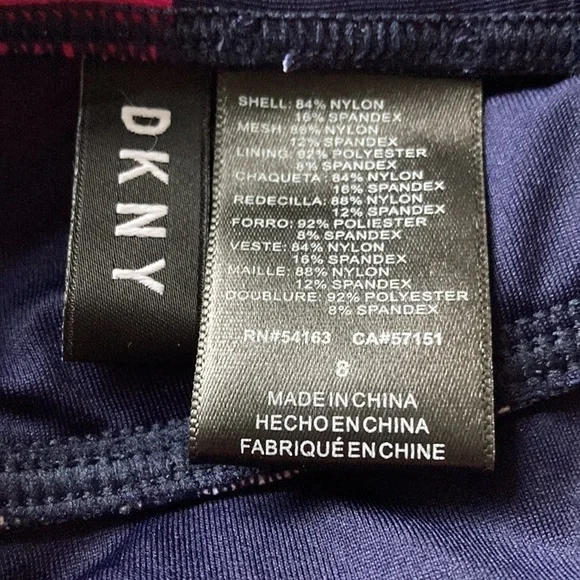 DKNY
SHELL: 84% NYLON
16% SPANDEX
MESH: 88% NYLON
12% SPANDEX
LINING: 92% POLYESTER
8% SPANDEX
CHAQUETA: 84% NYLON
16% SPANDEX
REDECILLA: 88% NYLON
12% SPANDEX
FORRO: 92% POLIESTER
8% SPANDEX
VESTE: 84% NYLON
16% SPANDEX
MAILLE: 88% NYLON
12% SPANDEX
DOUBLURE: 92% POLYESTER
8% SPANDEX
RN#54163 CA#57151
8
MADE IN CHINA
HECHO EN CHINA
FABRIQUÉ EN CHINE